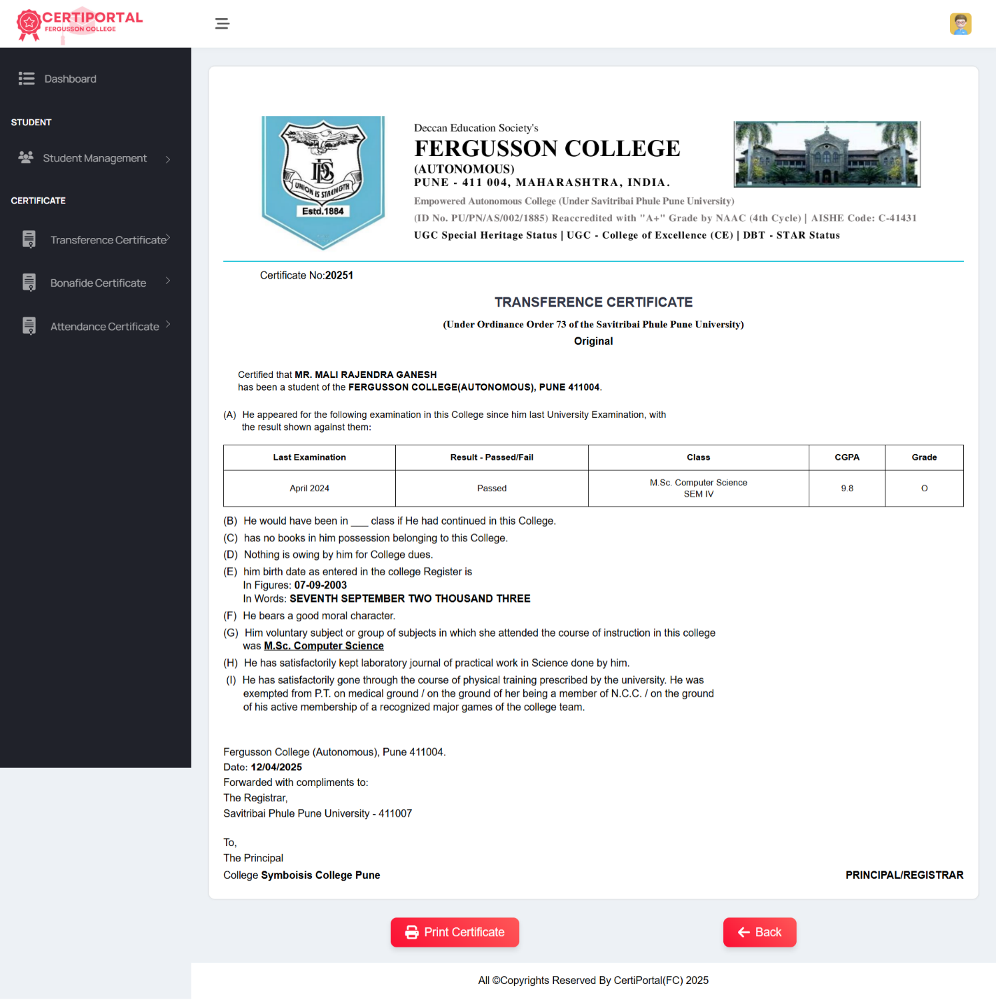 CERTIPORTAL
FERGUSSON COLLEGE
Dashboard
STUDENT
Student Management
CERTIFICATE
Transference Certificate
Bonafide Certificate
Attendance Certificate
UNION IS STRENGTH
Estd.1884
Deccan Education Society's
FERGUSSON COLLEGE
(AUTONOMOUS)
PUNE - 411 004, MAHARASHTRA, INDIA.
Empowered Autonomous College (Under Savitribai Phule Pune University)
(ID No. PU/PN/AS/002/1885) Reaccredited with "A+" Grade by NAAC (4th Cycle) | AISHE Code: C-41431
UGC Special Heritage Status | UGC - College of Excellence (CE) | DBT - STAR Status
Certificate No:20251
TRANSFERENCE CERTIFICATE
(Under Ordinance Order 73 of the Savitribai Phule Pune University)
Original
Certified that MR. MALI RAJENDRA GANESH
has been a student of the FERGUSSON COLLEGE(AUTONOMOUS), PUNE 411004.
(A) He appeared for the following examination in this College since him last University Examination, with
the result shown against them:
Last Examination Result - Passed/Fail Class CGPA Grade
April 2024 Passed M.Sc. Computer Science SEM IV 9.8 O
(B) He would have been in ___ class if He had continued in this College.
(C) has no books in him possession belonging to this College.
(D) Nothing is owing by him for College dues.
(E) him birth date as entered in the college Register is
In Figures: 07-09-2003
In Words: SEVENTH SEPTEMBER TWO THOUSAND THREE
(F) He bears a good moral character.
(G) Him voluntary subject or group of subjects in which she attended the course of instruction in this college
was M.Sc. Computer Science
(H) He has satisfactorily kept laboratory journal of practical work in Science done by him.
(I) He has satisfactorily gone through the course of physical training prescribed by the university. He was
exempted from P.T. on medical ground / on the ground of her being a member of N.C.C. / on the ground
of his active membership of a recognized major games of the college team.
Fergusson College (Autonomous), Pune 411004.
Dato: 12/04/2025
Forwarded with compliments to:
The Registrar,
Savitribai Phule Pune University - 411007
To,
The Principal
College Symboisis College Pune
PRINCIPAL/REGISTRAR
Print Certificate
Back
All ©Copyrights Reserved By CertiPortal(FC) 2025